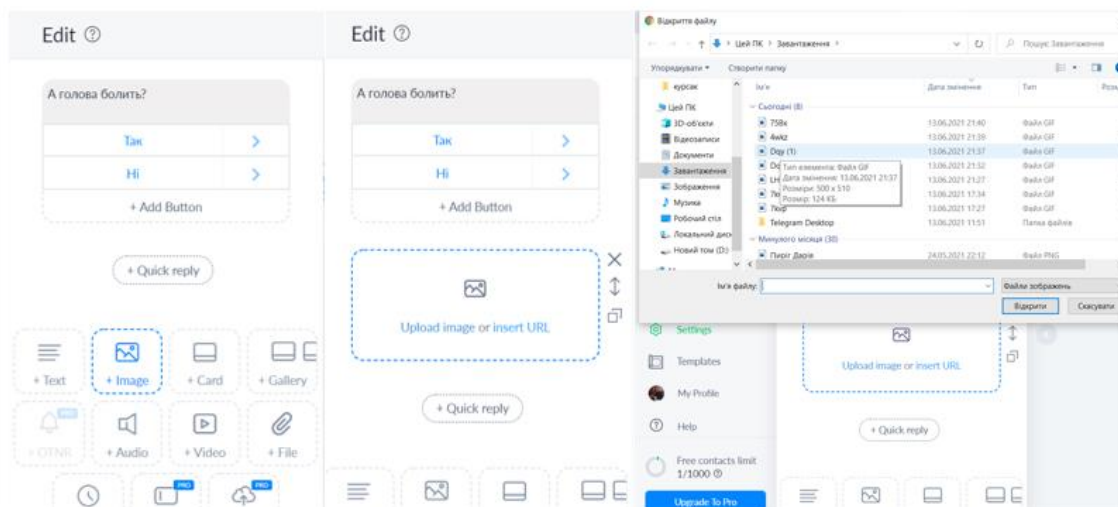 Edit ?
А голова болить?
Так
Ні
+ Add Button
+ Quick reply
+ Text
+ Image
+ Card
+ Gallery
PRO
+ OTNR
+ Audio
+ Video
+ File
PRO
PRO
Edit ?
А голова болить?
Так
Ні
+ Add Button
Upload image or insert URL
+ Quick reply
Відкриття файлу
Цей ПК > Завантаження >
Пошук: Завантаження
Упорядкувати
Створити папку
Ім'я
Дата змінення
Тип
курсак
Цей ПК
3D-об'єкти
Відеозаписи
Документи
Завантаження
Зображення
Музика
Робочий стіл
Локальний диск
Новий том (D:)
Сьогодні (8)
758x 13.06.2021 21:40 Файл GIF
4wkz 13.06.2021 21:39 Файл GIF
Dqy (1) 13.06.2021 21:37 Файл GIF
13.06.2021 21:32 Файл GIF
13.06.2021 21:27 Файл GIF
13.06.2021 17:34 Файл GIF
13.06.2021 17:27 Файл GIF
Telegram Desktop 13.06.2021 11:51 Папка файлів
Тип елемента: Файл GIF
Дата змінення: 13.06.2021 21:37
Розміри: 500 x 510
Розмір: 124 КБ
Минулого місяця (30)
Пиріг Дарія 24.05.2021 22:12 Файл PNG
Ім'я файлу:
Файли зображень
Відкрити
Скасувати
Settings
Templates
My Profile
Help
Free contacts limit
1/1000 ?
Upgrade To Pro
Upload image or insert URL
+ Quick reply